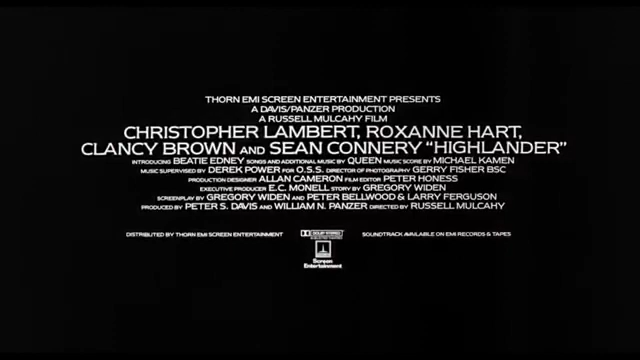 THORN EMI SCREEN ENTERTAINMENT PRESENTS
A DAVIS/PANZER PRODUCTION
A RUSSELL MULCAHY FILM
CHRISTOPHER LAMBERT, ROXANNE HART,
CLANCY BROWN AND SEAN CONNERY "HIGHLANDER"
INTRODUCING BEATIE EDNEY SONGS AND ADDITIONAL MUSIC BY QUEEN MUSIC SCORE BY MICHAEL KAMEN
MUSIC SUPERVISED BY DEREK POWER FOR O.S.S. DIRECTOR OF PHOTOGRAPHY GERRY FISHER BSC
PRODUCTION DESIGNER ALLAN CAMERON FILM EDITOR PETER HONESS
EXECUTIVE PRODUCER E.C. MONELL STORY BY GREGORY WIDEN
SCREENPLAY BY GREGORY WIDEN AND PETER BELLWOOD & LARRY FERGUSON
PRODUCED BY PETER S. DAVIS AND WILLIAM N. PANZER DIRECTED BY RUSSELL MULCAHY
DISTRIBUTED BY THORN EMI SCREEN ENTERTAINMENT DOLBY STEREO SOUNDTRACK AVAILABLE ON EMI RECORDS & TAPES
Screen
Entertainment